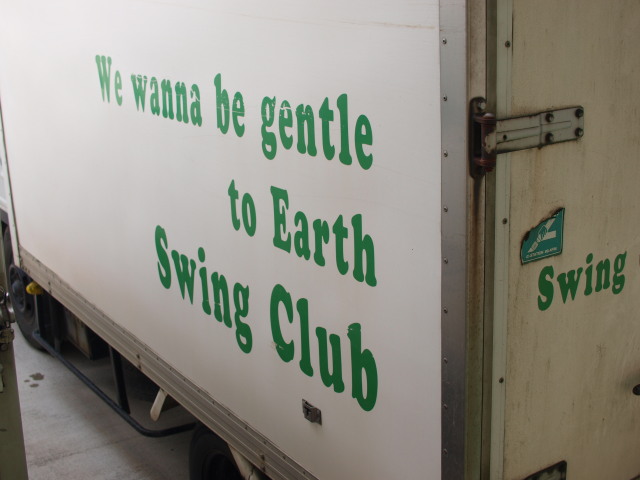 We wanna be gentle
to Earth
Swing Club
Swing